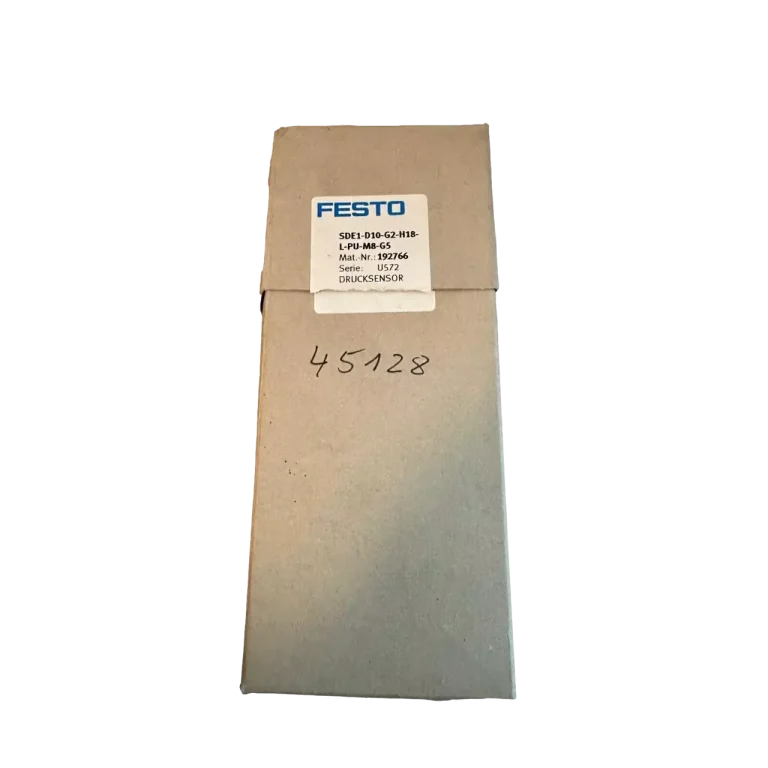 FESTO
SDE1-D10-G2-H18-
L-PU-M8-G5
Mat.-Nr.: 192766
Serie: U572
DRUCKSENSOR
45128